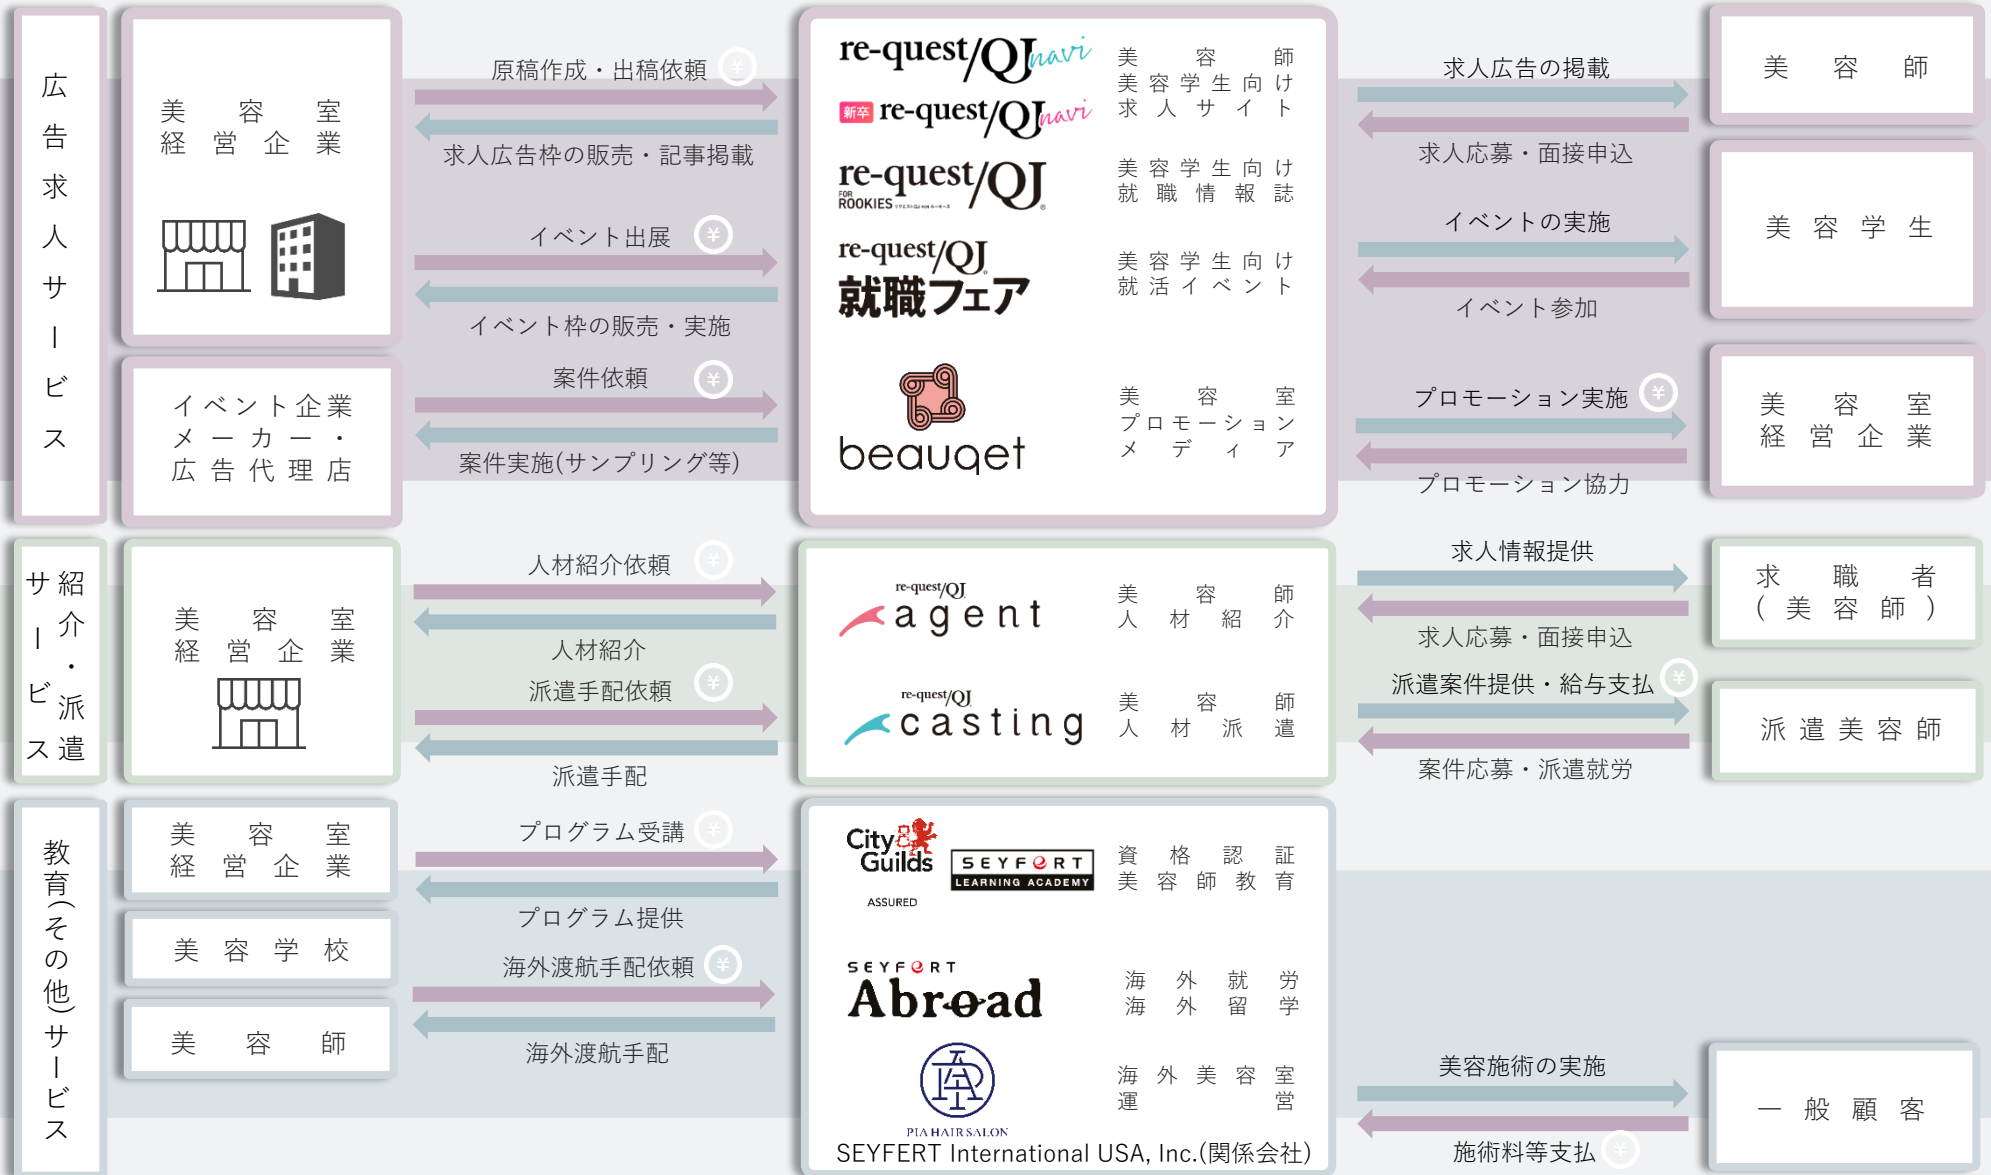 広告求人サービス
美容室
経営企業
イベント企業
メーカー・
広告代理店
原稿作成・出稿依頼 ¥
求人広告枠の販売・記事掲載
イベント出展 ¥
イベント枠の販売・実施
案件依頼 ¥
案件実施(サンプリング等)
re-quest/QJ navi
新卒 re-quest/QJ navi
美容師
美容学生向け
求人サイト
re-quest/QJ
FOR
ROOKIES
美容学生向け
就職情報誌
re-quest/QJ
就職フェア
美容学生向け
就活イベント
beauqet
美容室
プロモーション
メディア
求人広告の掲載
求人応募・面接申込
イベントの実施
イベント参加
プロモーション実施 ¥
プロモーション協力
美容師
美容学生
美容室
経営企業
紹介・派遣
サービス
美容室
経営企業
人材紹介依頼 ¥
人材紹介
派遣手配依頼 ¥
派遣手配
re-quest/QJ
agent
美容師
人材紹介
re-quest/QJ
casting
美容師
人材派遣
求人情報提供
求人応募・面接申込
派遣案件提供・給与支払 ¥
案件応募・派遣就労
求職者
(美容師)
派遣美容師
教育(その他)サービス
美容室
経営企業
美容学校
美容師
プログラム受講 ¥
プログラム提供
海外渡航手配依頼 ¥
海外渡航手配
City
Guilds
ASSURED
SEYFERT
LEARNING ACADEMY
資格認証
美容師教育
SEYFERT
Abroad
海外就労
海外留学
PIA HAIR SALON
海外美容室
運営
SEYFERT International USA, Inc.(関係会社)
美容施術の実施
施術料等支払 ¥
一般顧客